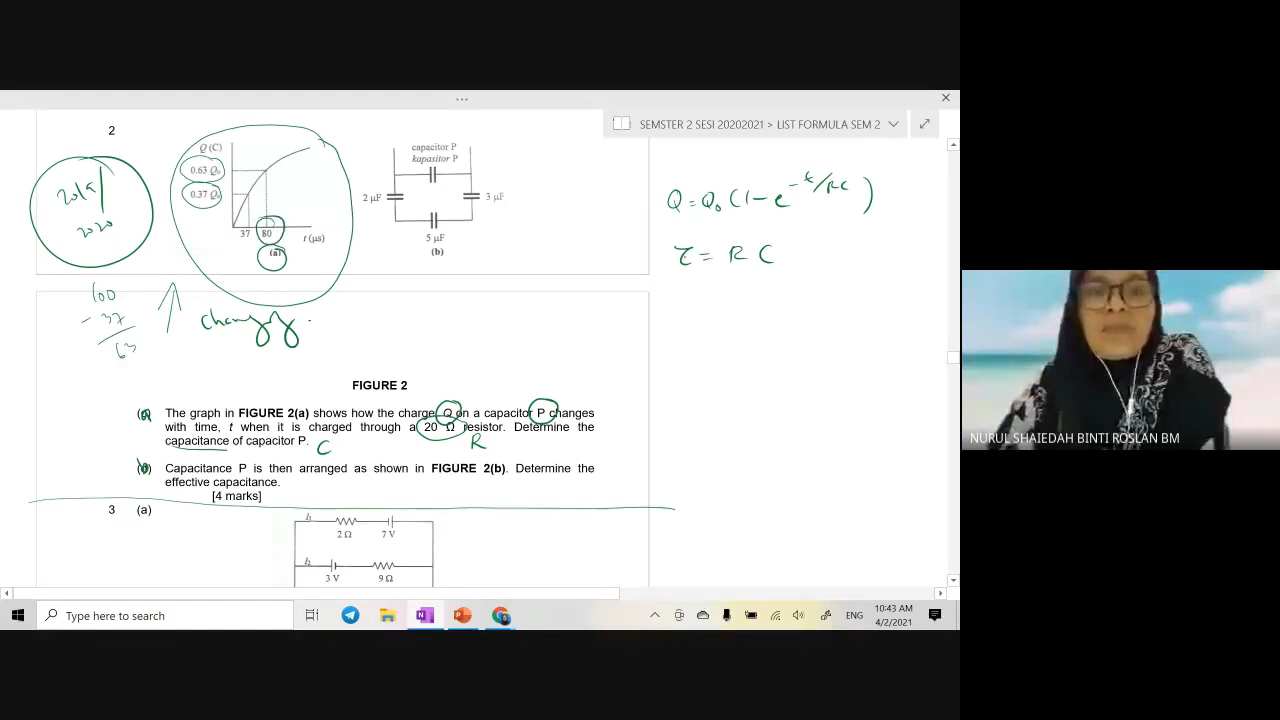 SEMSTER 2 SESI 20202021 > LIST FORMULA SEM 2
2
Q (C)
0.63 Q₀
0.37 Q₀
37 80
t (μs)
(a)
capacitor P
kapasitor P
2 μF
3 μF
5 μF
(b)
2019
2020
100
- 37
63
Q = Q₀ (1 - e^-t/RC)
τ = R C
FIGURE 2
(a) The graph in FIGURE 2(a) shows how the charge Q on a capacitor P changes
with time, t when it is charged through a 20 Ω resistor. Determine the
capacitance of capacitor P.
C
R
(b) Capacitance P is then arranged as shown in FIGURE 2(b). Determine the
effective capacitance.
[4 marks]
3 (a)
I₁
2 Ω
7 V
I₂
3 V
9 Ω
NURUL SHAIEDAH BINTI ROSLAN BM
Type here to search
ENG
10:43 AM
4/2/2021